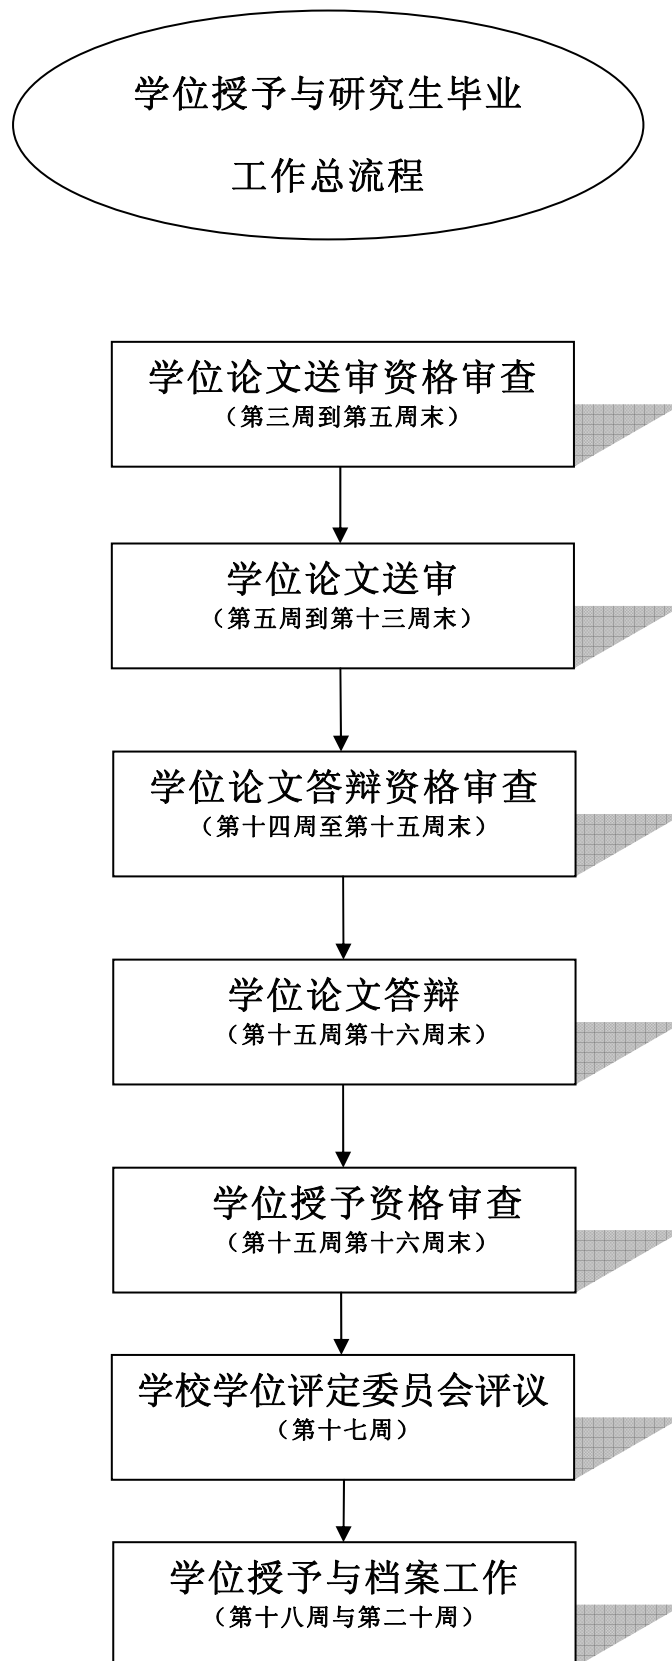 学位授予与研究生毕业
工作总流程
学位论文送审资格审查
（第三周到第五周末）
学位论文送审
（第五周到第十三周末）
学位论文答辩资格审查
（第十四周至第十五周末）
学位论文答辩
（第十五周第十六周末）
学位授予资格审查
（第十五周第十六周末）
学校学位评定委员会评议
（第十七周）
学位授予与档案工作
（第十八周与第二十周）